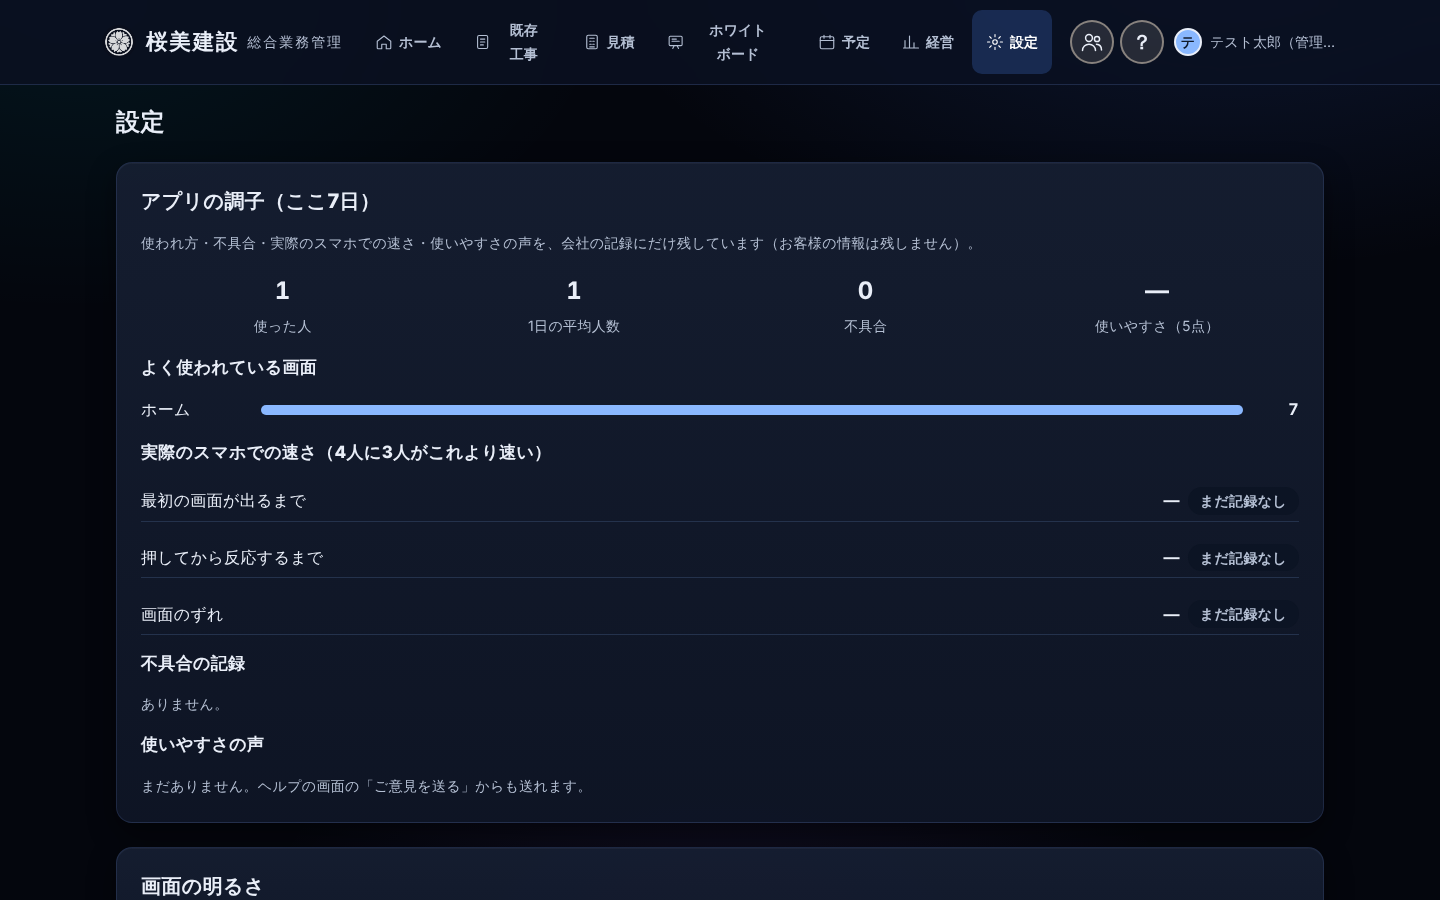 桜美建設 総合業務管理
ホーム
既存
工事
見積
ホワイト
ボード
予定
経営
設定
?
テ テスト太郎（管理...
設定
アプリの調子（ここ7日）
使われ方・不具合・実際のスマホでの速さ・使いやすさの声を、会社の記録にだけ残しています（お客様の情報は残しません）。
1
使った人
1
1日の平均人数
0
不具合
—
使いやすさ（5点）
よく使われている画面
ホーム 7
実際のスマホでの速さ（4人に3人がこれより速い）
最初の画面が出るまで — まだ記録なし
押してから反応するまで — まだ記録なし
画面のずれ — まだ記録なし
不具合の記録
ありません。
使いやすさの声
まだありません。ヘルプの画面の「ご意見を送る」からも送れます。
画面の明るさ